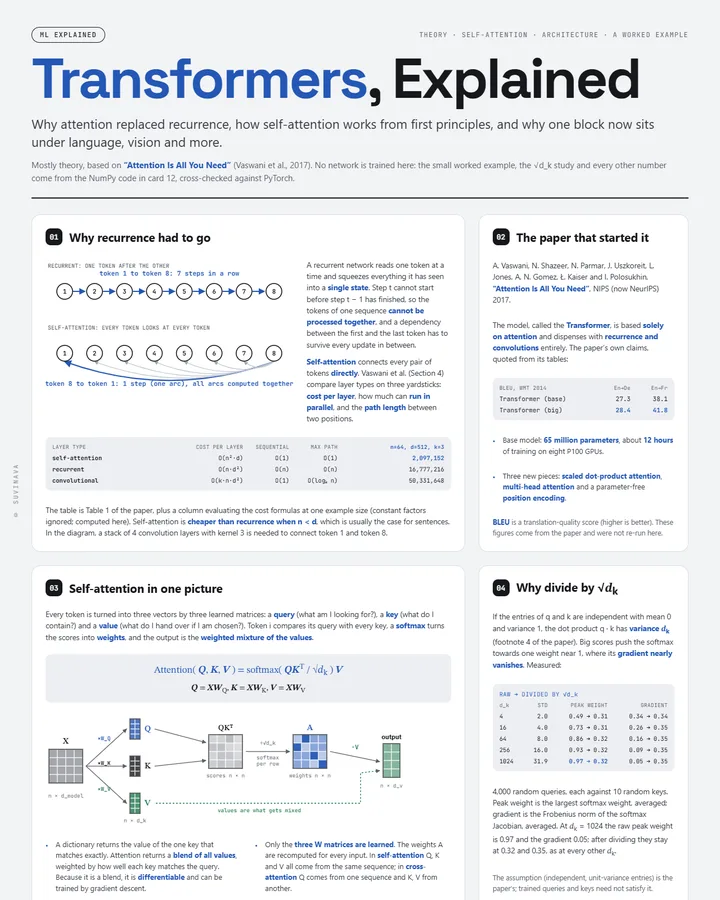 ML EXPLAINED
THEORY · SELF-ATTENTION · ARCHITECTURE · A WORKED EXAMPLE
Transformers, Explained
Why attention replaced recurrence, how self-attention works from first principles, and why one block now sits
under language, vision and more.
Mostly theory, based on "Attention Is All You Need" (Vaswani et al., 2017). No network is trained here: the small worked example, the √d_k study and every other number
come from the NumPy code in card 12, cross-checked against PyTorch.
01 Why recurrence had to go
RECURRENT: ONE TOKEN AFTER THE OTHER
token 1 to token 8: 7 steps in a row
1 2 3 4 5 6 7 8
SELF-ATTENTION: EVERY TOKEN LOOKS AT EVERY TOKEN
1 2 3 4 5 6 7 8
token 8 to token 1: 1 step (one arc), all arcs computed together
A recurrent network reads one token at a
time and squeezes everything it has seen
into a single state. Step t cannot start
before step t − 1 has finished, so the
tokens of one sequence cannot be
processed together, and a dependency
between the first and the last token has to
survive every update in between.
Self-attention connects every pair of
tokens directly. Vaswani et al. (Section 4)
compare layer types on three yardsticks:
cost per layer, how much can run in
parallel, and the path length between
two positions.
LAYER TYPE COST PER LAYER SEQUENTIAL MAX PATH n=64, d=512, k=3
self-attention O(n²·d) O(1) O(1) 2,097,152
recurrent O(n·d²) O(n) O(n) 16,777,216
convolutional O(k·n·d²) O(1) O(logₖ n) 50,331,648
The table is Table 1 of the paper, plus a column evaluating the cost formulas at one example size (constant factors
ignored; computed here). Self-attention is cheaper than recurrence when n < d, which is usually the case for sentences.
In the diagram, a stack of 4 convolution layers with kernel 3 is needed to connect token 1 and token 8.
02 The paper that started it
A. Vaswani, N. Shazeer, N. Parmar, J. Uszkoreit, L.
Jones, A. N. Gomez, Ł. Kaiser and I. Polosukhin,
"Attention Is All You Need", NIPS (now NeurIPS)
2017.
The model, called the Transformer, is based solely
on attention and dispenses with recurrence and
convolutions entirely. The paper's own claims,
quoted from its tables:
BLEU, WMT 2014 En→De En→Fr
Transformer (base) 27.3 38.1
Transformer (big) 28.4 41.8
• Base model: 65 million parameters, about 12 hours
of training on eight P100 GPUs.
• Three new pieces: scaled dot-product attention,
multi-head attention and a parameter-free
position encoding.
BLEU is a translation-quality score (higher is better). These
figures come from the paper and were not re-run here.
© SUVINAVA
03 Self-attention in one picture
Every token is turned into three vectors by three learned matrices: a query (what am I looking for?), a key (what do I
contain?) and a value (what do I hand over if I am chosen?). Token i compares its query with every key, a softmax turns
the scores into weights, and the output is the weighted mixture of the values.
Attention( Q, K, V ) = softmax( QKᵀ / √d_k ) V
Q = XW_Q, K = XW_K, V = XW_V
X
n × d_model
×W_Q
×W_K
×W_V
Q
K
V
n × d_k
QKᵀ
scores n × n
÷√d_k
softmax
per row
A
weights n × n
×V
output
n × d_v
values are what gets mixed
• A dictionary returns the value of the one key that
matches exactly. Attention returns a blend of all values,
weighted by how well each key matches the query.
Because it is a blend, it is differentiable and can be
trained by gradient descent.
• Only the three W matrices are learned. The weights A
are recomputed for every input. In self-attention Q, K
and V all come from the same sequence; in cross-
attention Q comes from one sequence and K, V from
another.
04 Why divide by √d_k
If the entries of q and k are independent with mean 0
and variance 1, the dot product q · k has variance d_k
(footnote 4 of the paper). Big scores push the softmax
towards one weight near 1, where its gradient nearly
vanishes. Measured:
RAW → DIVIDED BY √d_k
d_k STD PEAK WEIGHT GRADIENT
4 2.0 0.49 → 0.31 0.34 → 0.34
16 4.0 0.73 → 0.31 0.26 → 0.35
64 8.0 0.86 → 0.32 0.16 → 0.35
256 16.0 0.93 → 0.32 0.09 → 0.35
1024 31.9 0.97 → 0.32 0.05 → 0.35
4,000 random queries, each against 10 random keys.
Peak weight is the largest softmax weight, averaged;
gradient is the Frobenius norm of the softmax
Jacobian, averaged. At d_k = 1024 the raw peak weight
is 0.97 and the gradient 0.05; after dividing they stay
at 0.32 and 0.35, as at every other d_k.
The assumption (independent, unit-variance entries) is the
paper's; trained queries and keys need not satisfy it.